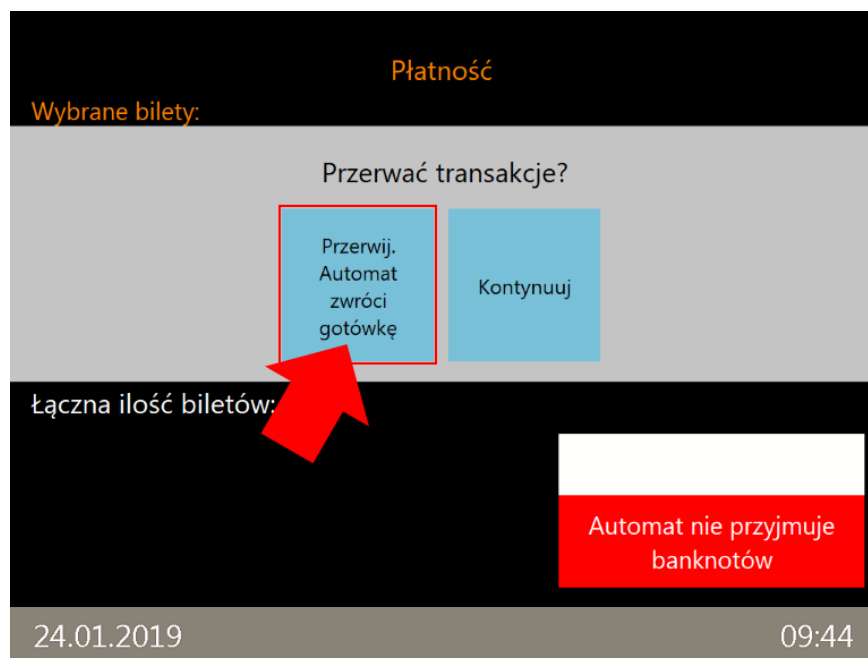 Płatność
Wybrane bilety:
Przerwać transakcje?
Przerwij.
Automat
zwróci
gotówkę
Kontynuuj
Łączna ilość biletów:
Automat nie przyjmuje
banknotów
24.01.2019
09:44